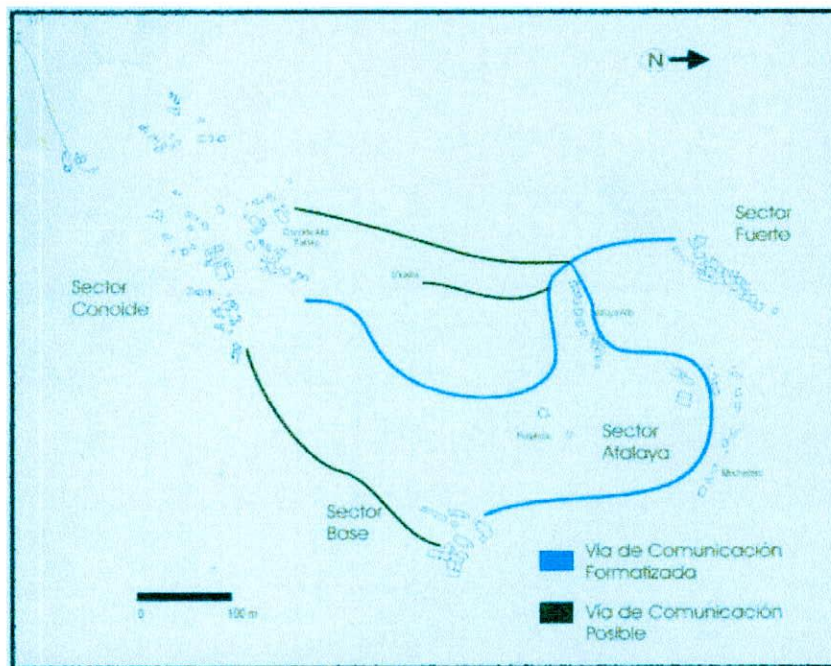 N
Sector
Fuerte
Sector
Conoide
Sector
Atalaya
Sector
Base
Vía de Comunicación
Formatizada
Vía de Comunicación
Posible
0
100 m